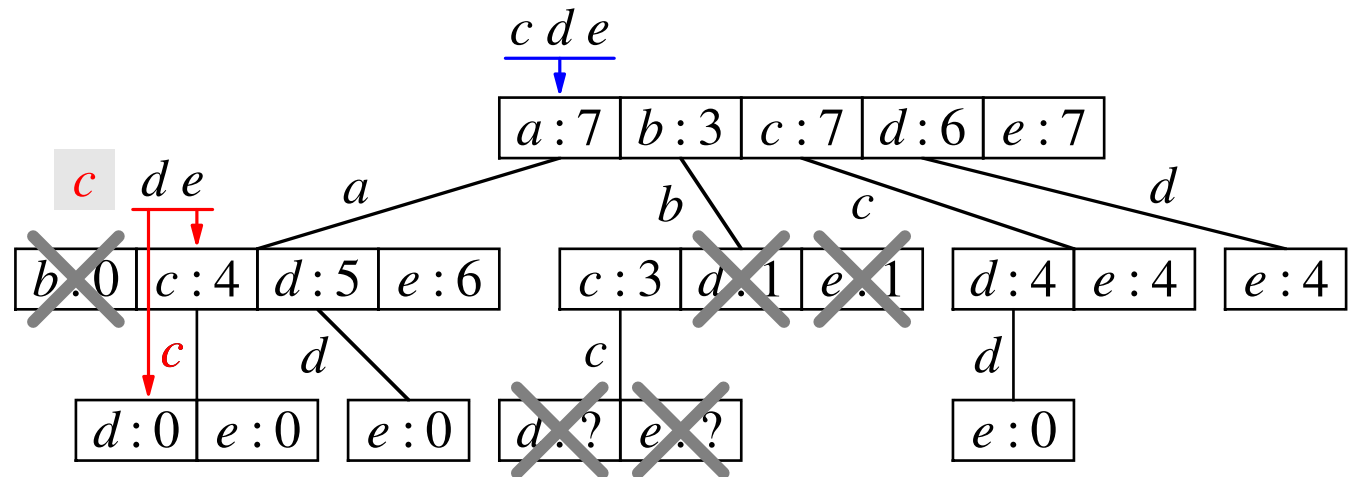 c d e
a : 7 b : 3 c : 7 d : 6 e : 7
c d e a b c d
b : 0 c : 4 d : 5 e : 6 c : 3 d : 1 e : 1 d : 4 e : 4 e : 4
c d c d
d : 0 e : 0 e : 0 d : ? e : ? e : 0